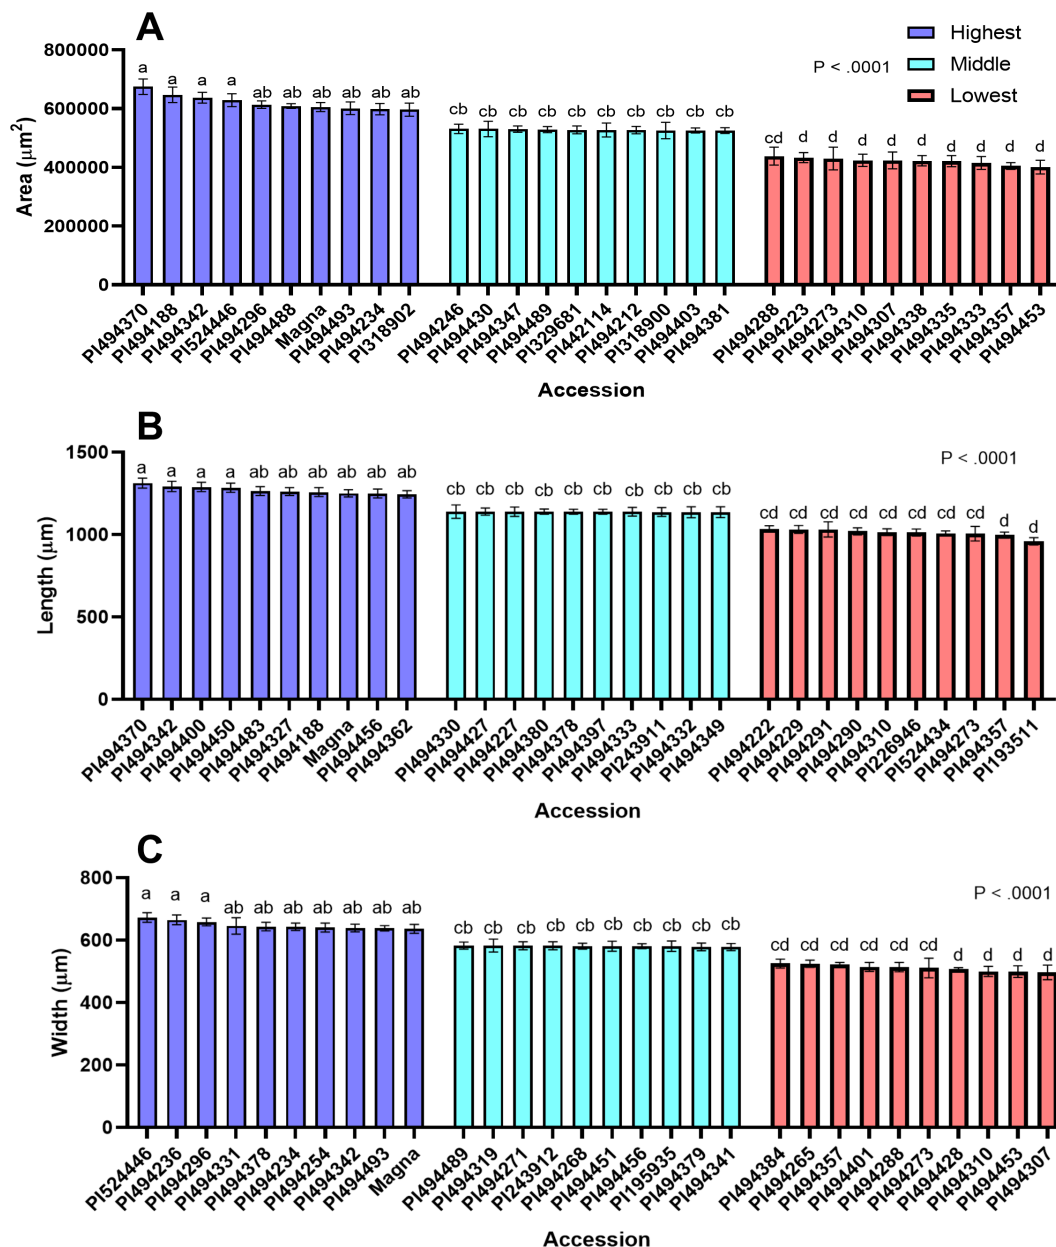 A
Highest
Middle
Lowest
P < .0001
800000
600000
400000
200000
0
Area (μm²)
a a a a ab ab ab ab ab ab
cb cb cb cb cb cb cb cb cb cb
cd d d d d d d d d d
PI494370 PI494188 PI494342 PI524446 PI494296 PI494488 Magna PI494493 PI494234 PI318902
PI494246 PI494430 PI494347 PI494489 PI329681 PI442114 PI494212 PI318900 PI494403 PI494381
PI494288 PI494223 PI494273 PI494310 PI494307 PI494338 PI494335 PI494333 PI494357 PI494453
Accession
B
P < .0001
1500
1000
500
0
Length (μm)
a a a a ab ab ab ab ab ab
cb cb cb cb cb cb cb cb cb cb
cd cd cd cd cd cd cd cd d d
PI494370 PI494342 PI494400 PI494450 PI494483 PI494327 PI494188 Magna PI494456 PI494362
PI494330 PI494427 PI494227 PI494380 PI494378 PI494397 PI494333 PI243911 PI494332 PI494349
PI494222 PI494229 PI494291 PI494290 PI494310 PI226946 PI524434 PI494273 PI494357 PI193511
Accession
C
P < .0001
800
600
400
200
0
Width (μm)
a a a ab ab ab ab ab ab ab
cb cb cb cb cb cb cb cb cb cb
cd cd cd cd cd cd d d d d
PI524446 PI494236 PI494296 PI494331 PI494378 PI494234 PI494254 PI494342 PI494493 Magna
PI494489 PI494319 PI494271 PI243912 PI494268 PI494451 PI494456 PI195935 PI494379 PI494341
PI494384 PI494265 PI494357 PI494401 PI494288 PI494273 PI494428 PI494310 PI494453 PI494307
Accession